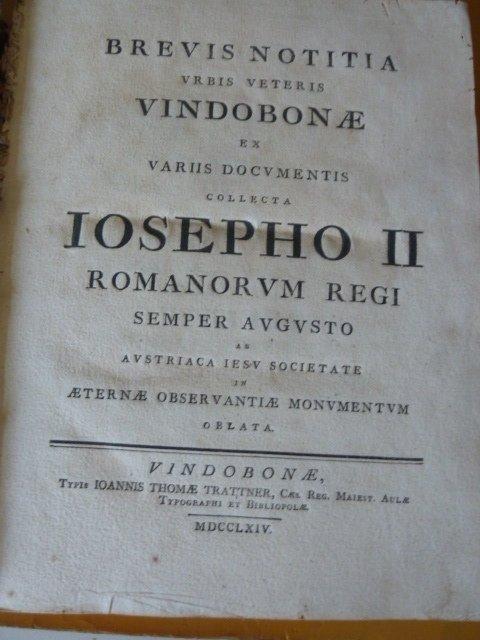 BREVIS NOTITIA
VRBIS VETERIS
VINDOBONÆ
EX
VARIIS DOCVMENTIS
COLLECTA
IOSEPHO II
ROMANORVM REGI
SEMPER AVGVSTO
AB
AVSTRIACA IESV SOCIETATE
IN
ÆTERNÆ OBSERVANTIÆ MONVMENTVM
OBLATA.
VINDOBONÆ,
Typis IOANNIS THOMÆ TRATTNER, Cæs. Reg. Maiest. Aulæ
Typographi et Bibliopolæ.
MDCCLXIV.